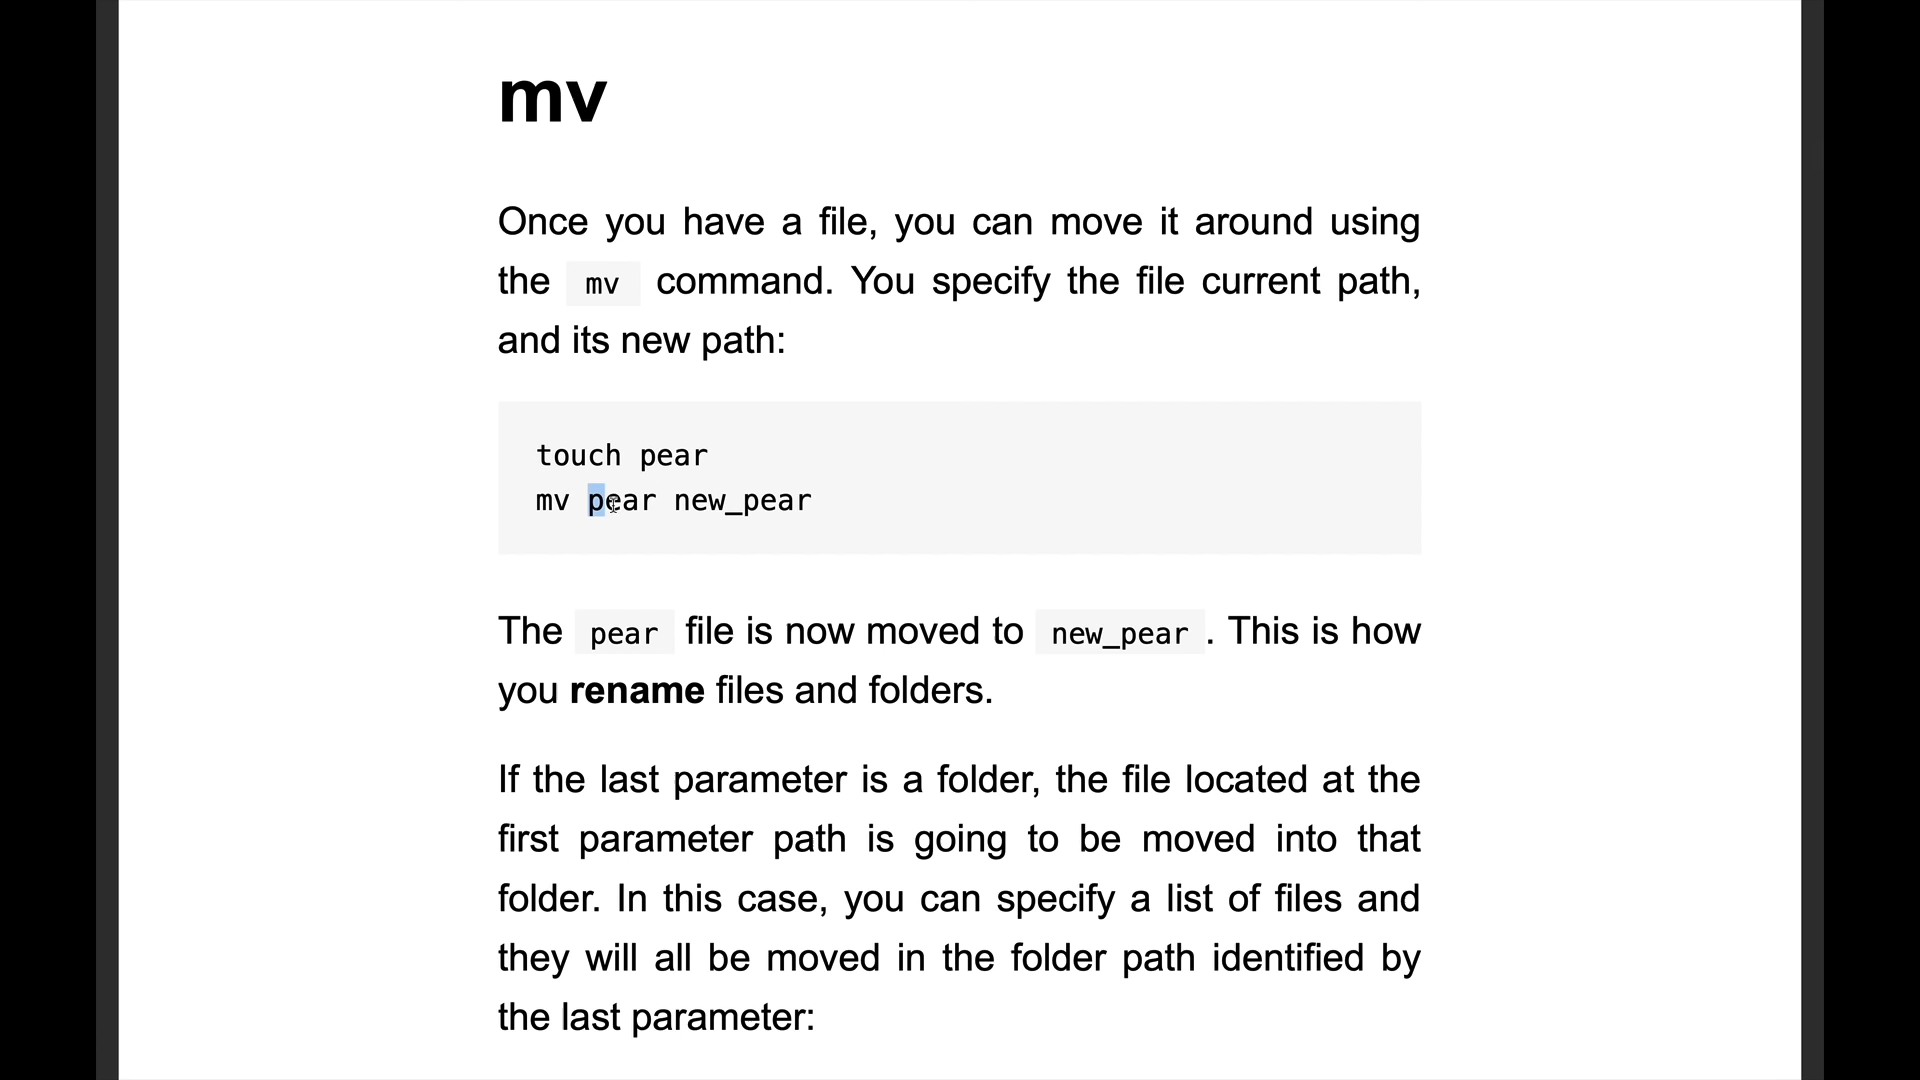 mv
Once you have a file, you can move it around using
the mv command. You specify the file current path,
and its new path:
touch pear
mv pear new_pear
The pear file is now moved to new_pear . This is how
you rename files and folders.
If the last parameter is a folder, the file located at the
first parameter path is going to be moved into that
folder. In this case, you can specify a list of files and
they will all be moved in the folder path identified by
the last parameter: